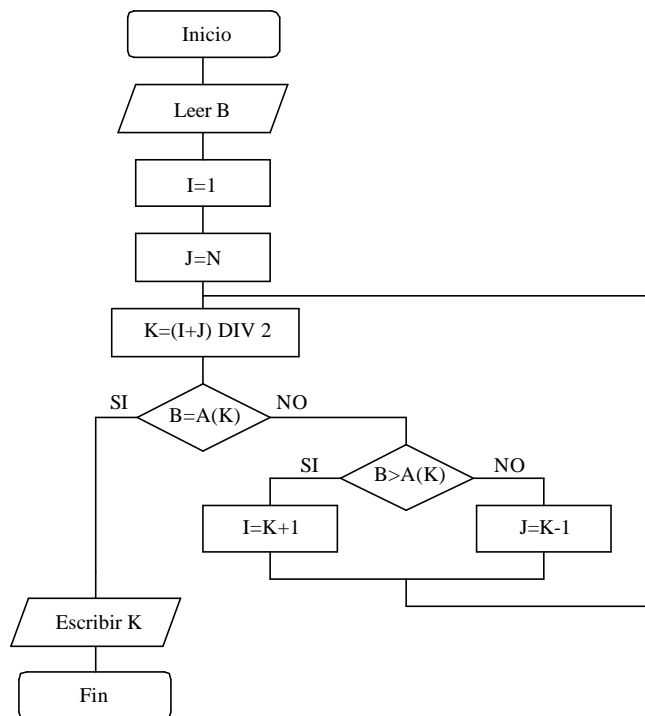 Inicio
Leer B
I=1
J=N
K=(I+J) DIV 2
SI
B=A(K)
NO
SI
B>A(K)
NO
I=K+1
J=K-1
Escribir K
Fin